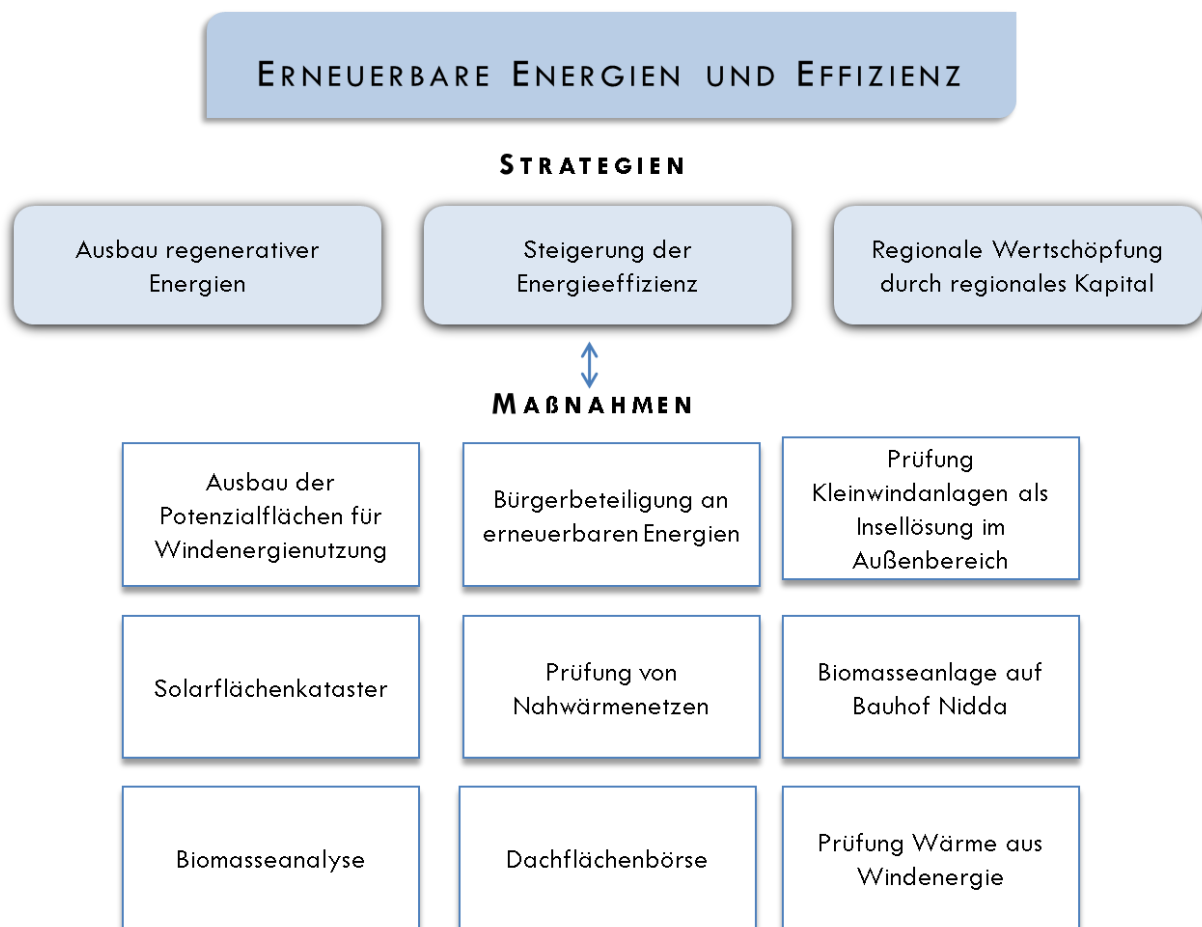 ERNEUERBARE ENERGIEN UND EFFIZIENZ
STRATEGIEN
Ausbau regenerativer
Energien
Steigerung der
Energieeffizienz
Regionale Wertschöpfung
durch regionales Kapital
MAßNAHMEN
Ausbau der
Potenzialflächen für
Windenergienutzung
Bürgerbeteiligung an
erneuerbaren Energien
Prüfung
Kleinwindanlagen als
Insellösung im
Außenbereich
Solarflächenkataster
Prüfung von
Nahwärmenetzen
Biomasseanlage auf
Bauhof Nidda
Biomasseanalyse
Dachflächenbörse
Prüfung Wärme aus
Windenergie